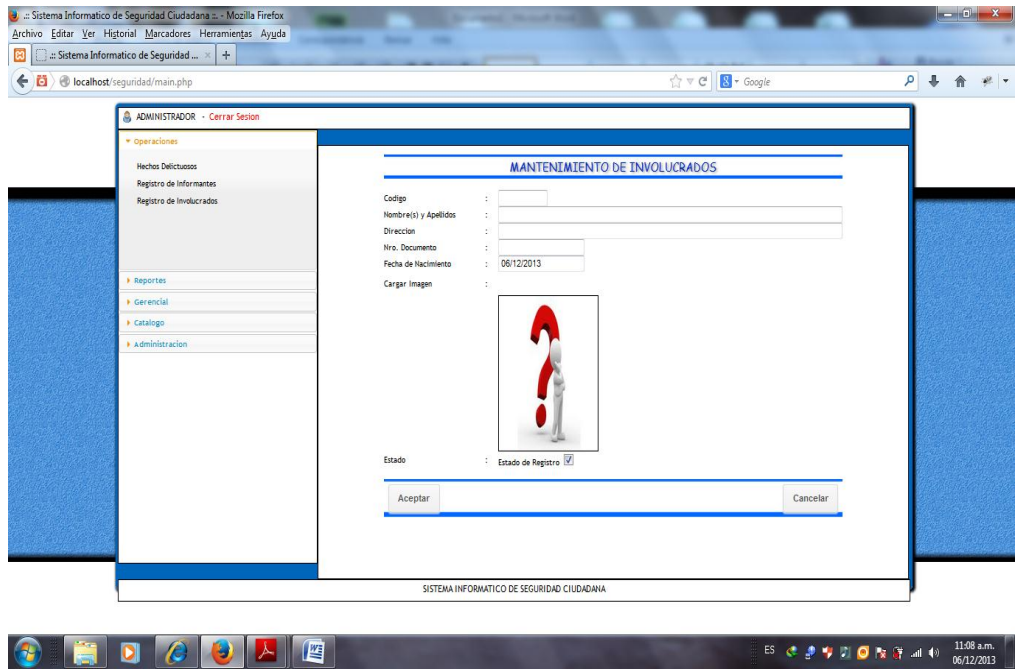 .:: Sistema Informatico de Seguridad Ciudadana ::. - Mozilla Firefox
Archivo Editar Ver Historial Marcadores Herramientas Ayuda
.:: Sistema Informatico de Seguridad ... × +
localhost/seguridad/main.php
Google
ADMINISTRADOR - Cerrar Sesion
Operaciones
Hechos Delictuosos
Registro de Informantes
Registro de Involucrados
Reportes
Gerencial
Catalogo
Administracion
MANTENIMIENTO DE INVOLUCRADOS
Codigo :
Nombre(s) y Apellidos :
Direccion :
Nro. Documento :
Fecha de Nacimiento : 06/12/2013
Cargar Imagen :
Estado : Estado de Registro
Aceptar Cancelar
SISTEMA INFORMATICO DE SEGURIDAD CIUDADANA
ES
11:08 a.m.
06/12/2013